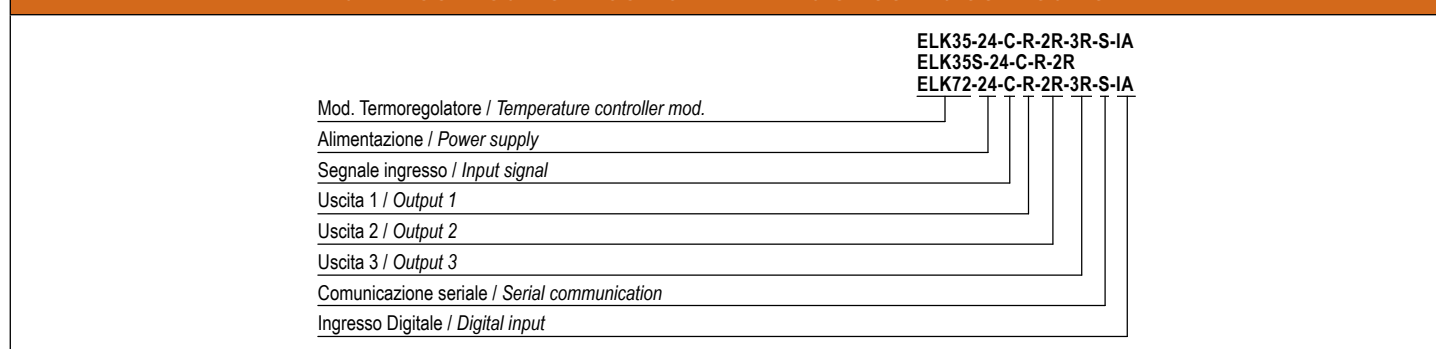 ELK35-24-C-R-2R-3R-S-IA
ELK35S-24-C-R-2R
ELK72-24-C-R-2R-3R-S-IA
Mod. Termoregolatore / Temperature controller mod.
Alimentazione / Power supply
Segnale ingresso / Input signal
Uscita 1 / Output 1
Uscita 2 / Output 2
Uscita 3 / Output 3
Comunicazione seriale / Serial communication
Ingresso Digitale / Digital input